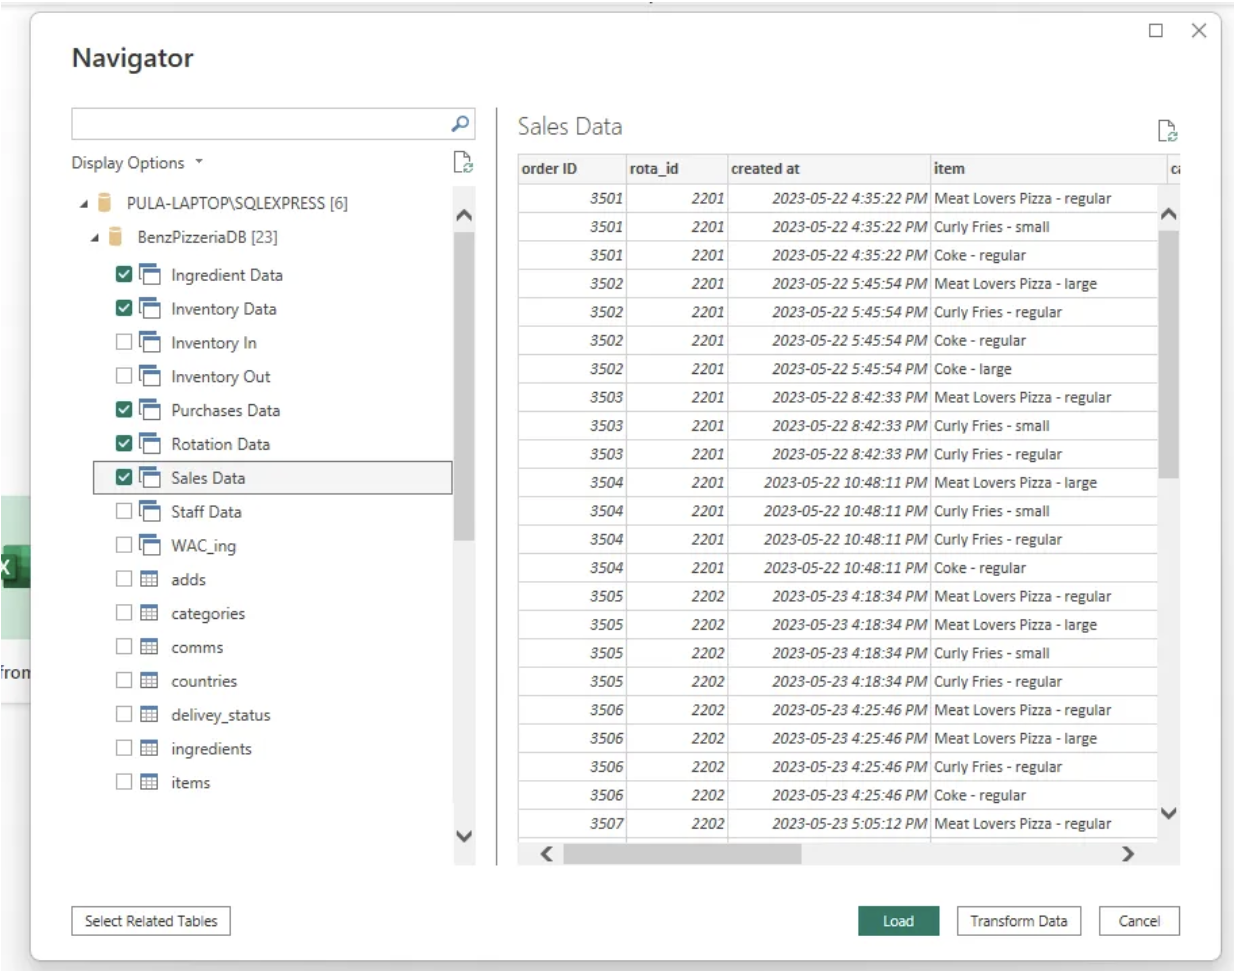 Navigator
Display Options
PULA-LAPTOP\SQLEXPRESS [6]
BenzPizzeriaDB [23]
Ingredient Data
Inventory Data
Inventory In
Inventory Out
Purchases Data
Rotation Data
Sales Data
Staff Data
WAC_ing
adds
categories
comms
countries
delivey_status
ingredients
items
Sales Data
order ID rota_id created at item ca
3501 2201 2023-05-22 4:35:22 PM Meat Lovers Pizza - regular
3501 2201 2023-05-22 4:35:22 PM Curly Fries - small
3501 2201 2023-05-22 4:35:22 PM Coke - regular
3502 2201 2023-05-22 5:45:54 PM Meat Lovers Pizza - large
3502 2201 2023-05-22 5:45:54 PM Curly Fries - regular
3502 2201 2023-05-22 5:45:54 PM Coke - regular
3502 2201 2023-05-22 5:45:54 PM Coke - large
3503 2201 2023-05-22 8:42:33 PM Meat Lovers Pizza - regular
3503 2201 2023-05-22 8:42:33 PM Curly Fries - small
3503 2201 2023-05-22 8:42:33 PM Curly Fries - regular
3504 2201 2023-05-22 10:48:11 PM Meat Lovers Pizza - large
3504 2201 2023-05-22 10:48:11 PM Curly Fries - small
3504 2201 2023-05-22 10:48:11 PM Curly Fries - regular
3504 2201 2023-05-22 10:48:11 PM Coke - regular
3505 2202 2023-05-23 4:18:34 PM Meat Lovers Pizza - regular
3505 2202 2023-05-23 4:18:34 PM Meat Lovers Pizza - large
3505 2202 2023-05-23 4:18:34 PM Curly Fries - small
3505 2202 2023-05-23 4:18:34 PM Curly Fries - regular
3506 2202 2023-05-23 4:25:46 PM Meat Lovers Pizza - regular
3506 2202 2023-05-23 4:25:46 PM Meat Lovers Pizza - large
3506 2202 2023-05-23 4:25:46 PM Curly Fries - regular
3506 2202 2023-05-23 4:25:46 PM Coke - regular
3507 2202 2023-05-23 5:05:12 PM Meat Lovers Pizza - regular
X
from
Select Related Tables
Load
Transform Data
Cancel